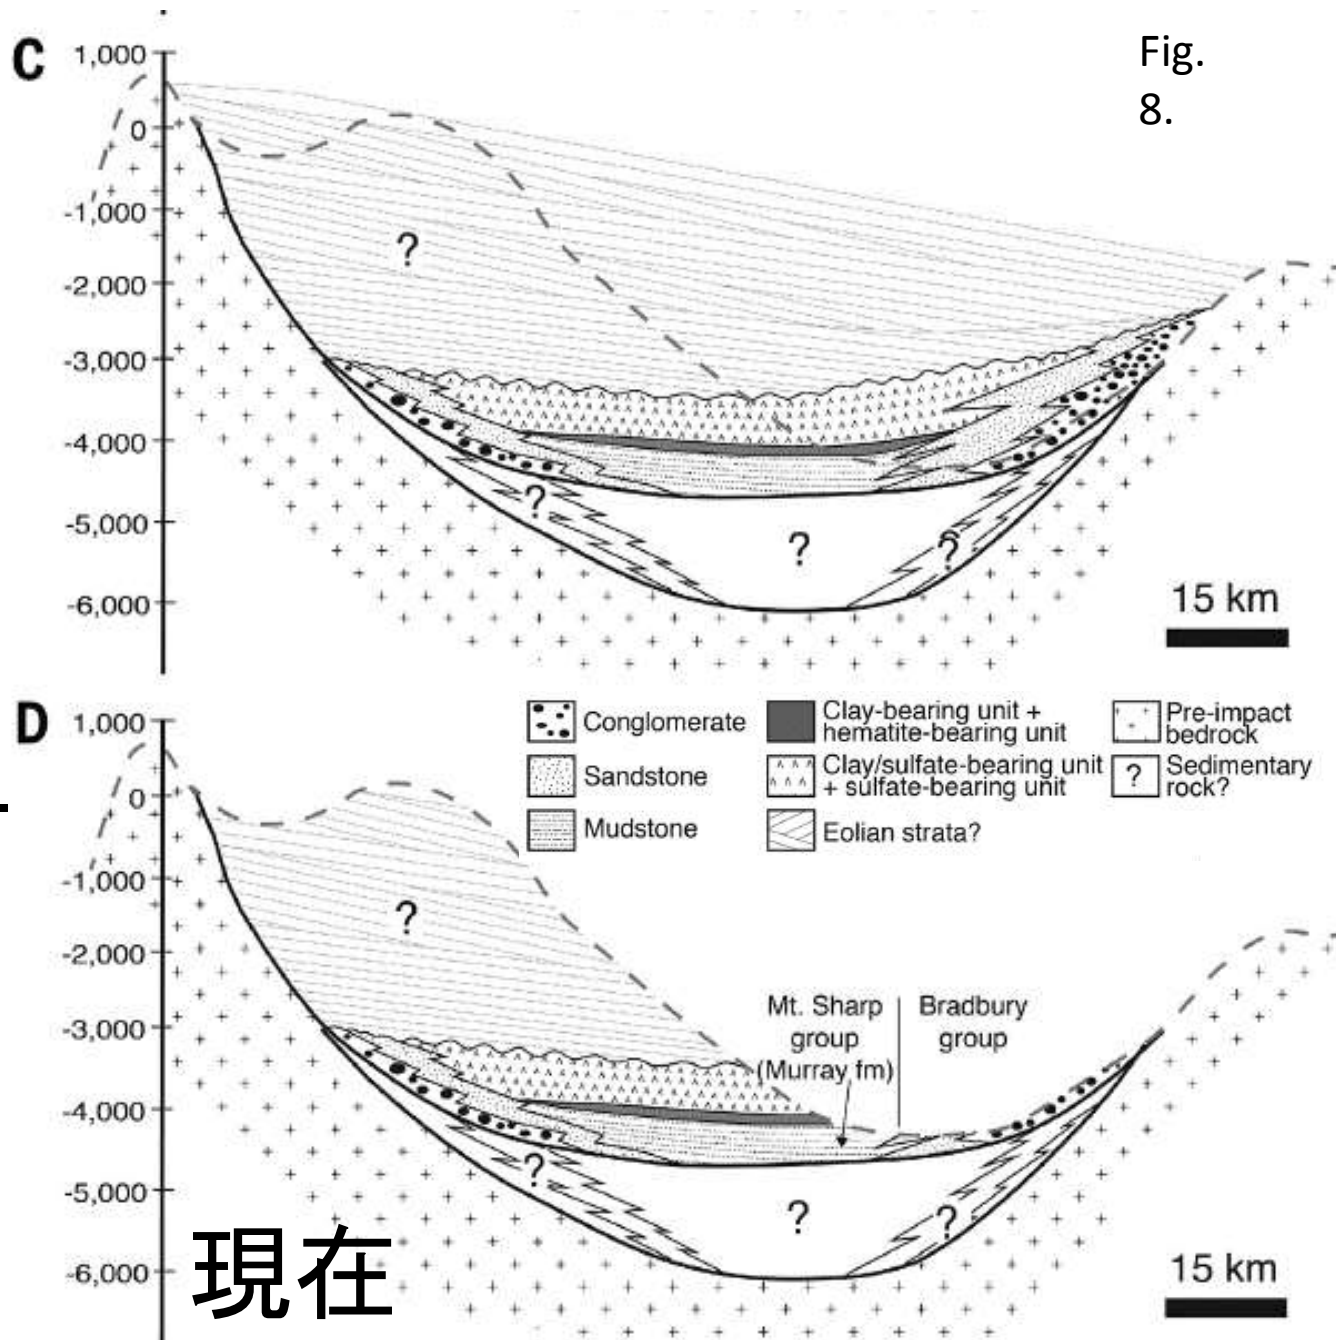 C
Fig.
8.
1,000
0
-1,000
-2,000
-3,000
-4,000
-5,000
-6,000
?
?
?
?
15 km
D
1,000
0
-1,000
-2,000
-3,000
-4,000
-5,000
-6,000
Conglomerate
Sandstone
Mudstone
Clay-bearing unit +
hematite-bearing unit
Clay/sulfate-bearing unit
+ sulfate-bearing unit
Eolian strata?
Pre-impact
bedrock
? Sedimentary
rock?
?
Mt. Sharp
group
(Murray fm)
Bradbury
group
?
?
?
現在
15 km